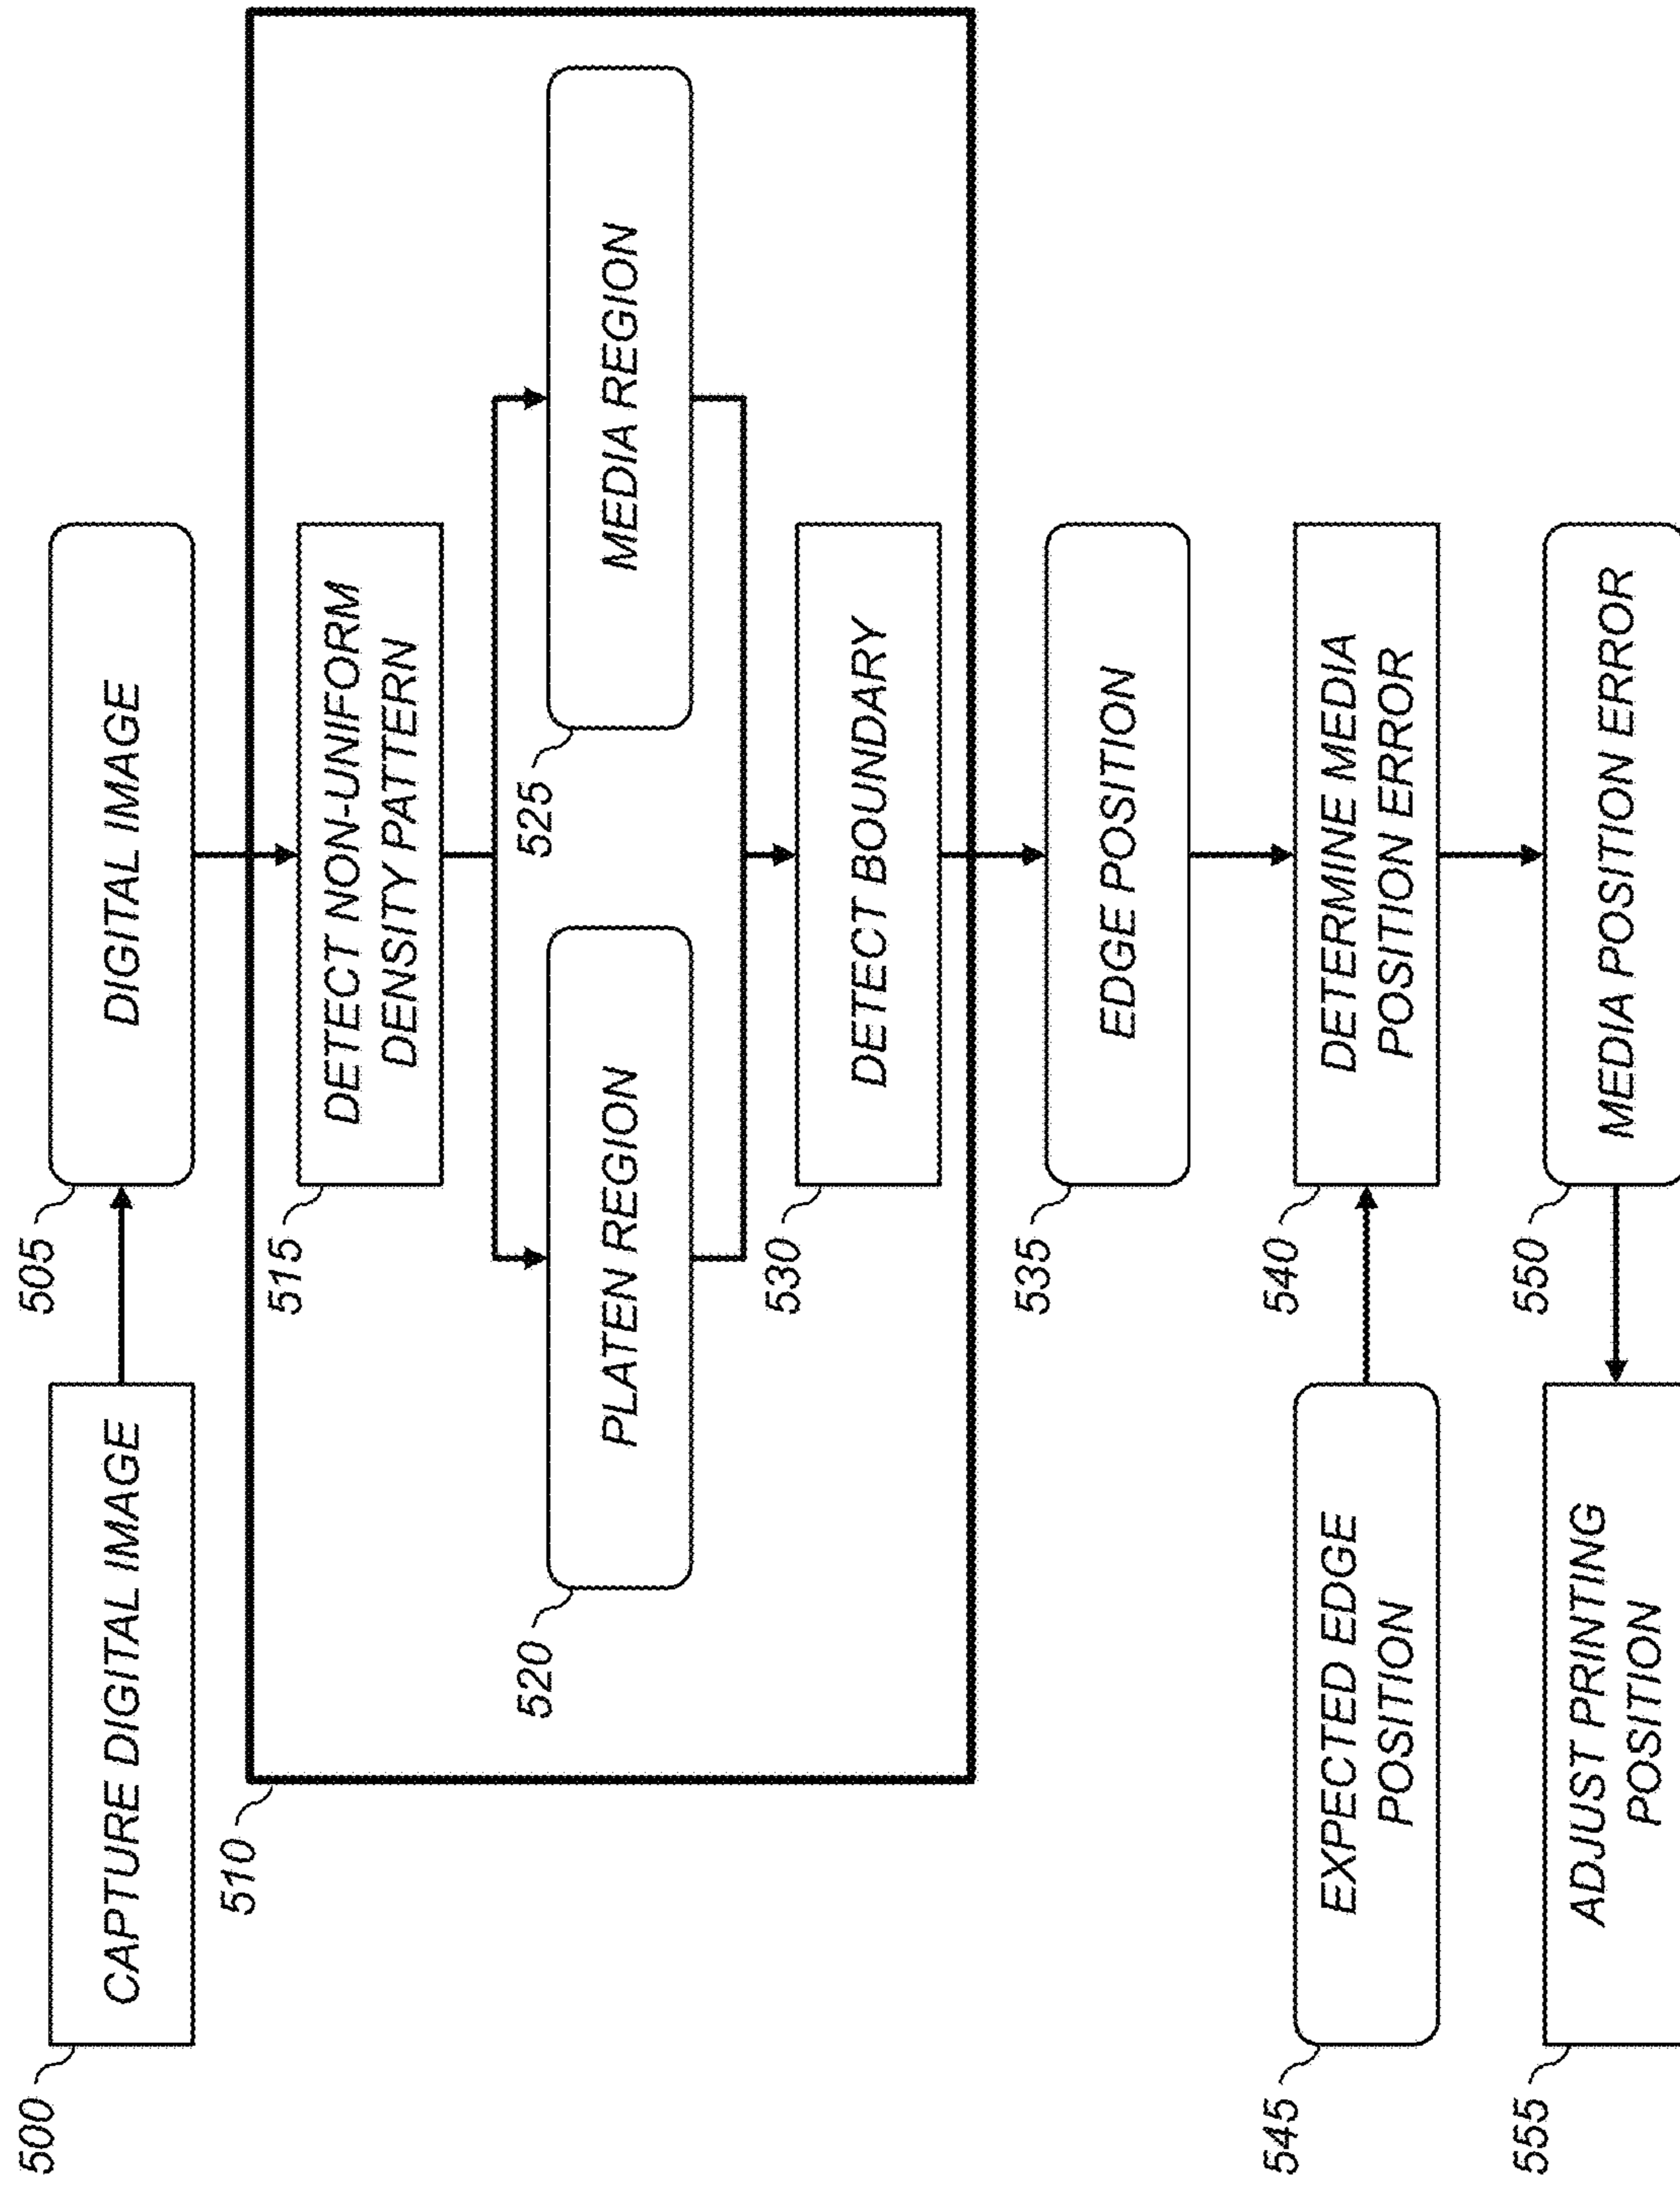 500
CAPTURE DIGITAL IMAGE
505
DIGITAL IMAGE
510
515
DETECT NON-UNIFORM
DENSITY PATTERN
520
PLATEN REGION
525
MEDIA REGION
530
DETECT BOUNDARY
535
EDGE POSITION
545
EXPECTED EDGE
POSITION
540
DETERMINE MEDIA
POSITION ERROR
555
ADJUST PRINTING
POSITION
550
MEDIA POSITION ERROR